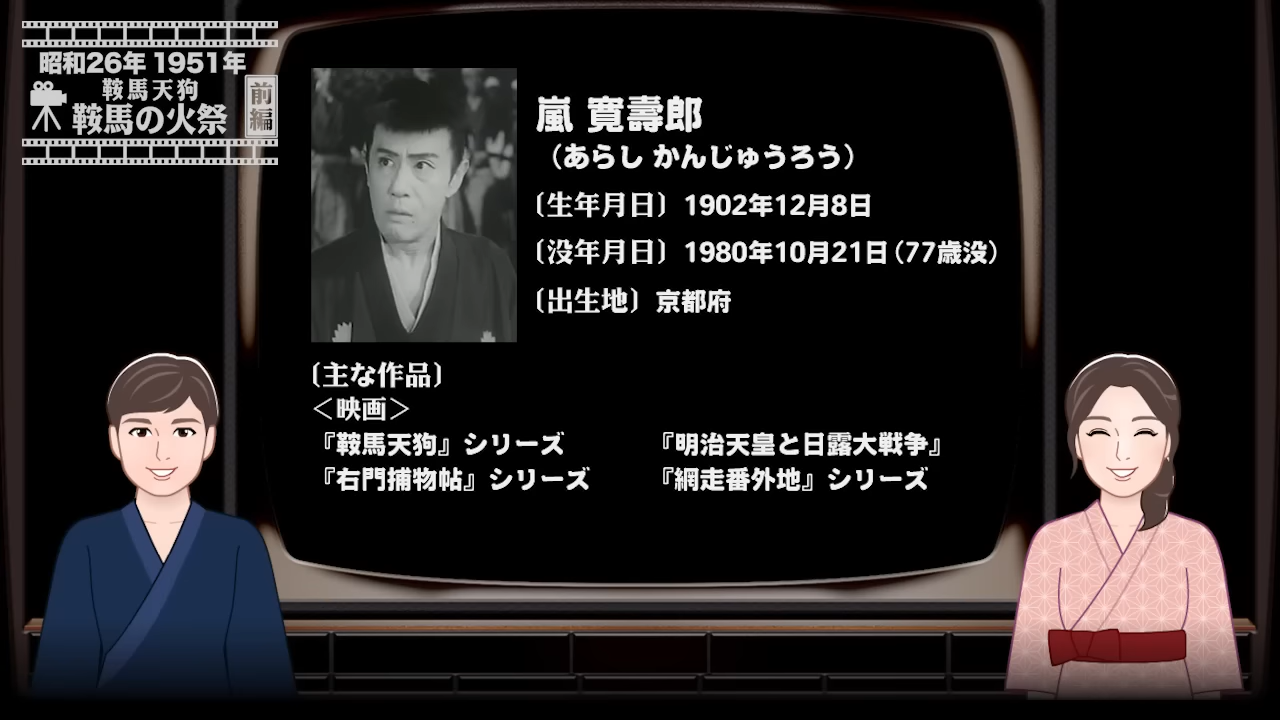 昭和26年 1951年
鞍馬天狗
鞍馬の火祭
前編
嵐 寛壽郎
（あらし かんじゅうろう）
〔生年月日〕 1902年12月8日
〔没年月日〕 1980年10月21日（77歳没）
〔出生地〕 京都府
〔主な作品〕
＜映画＞
『鞍馬天狗』シリーズ 『明治天皇と日露大戦争』
『右門捕物帖』シリーズ 『網走番外地』シリーズ